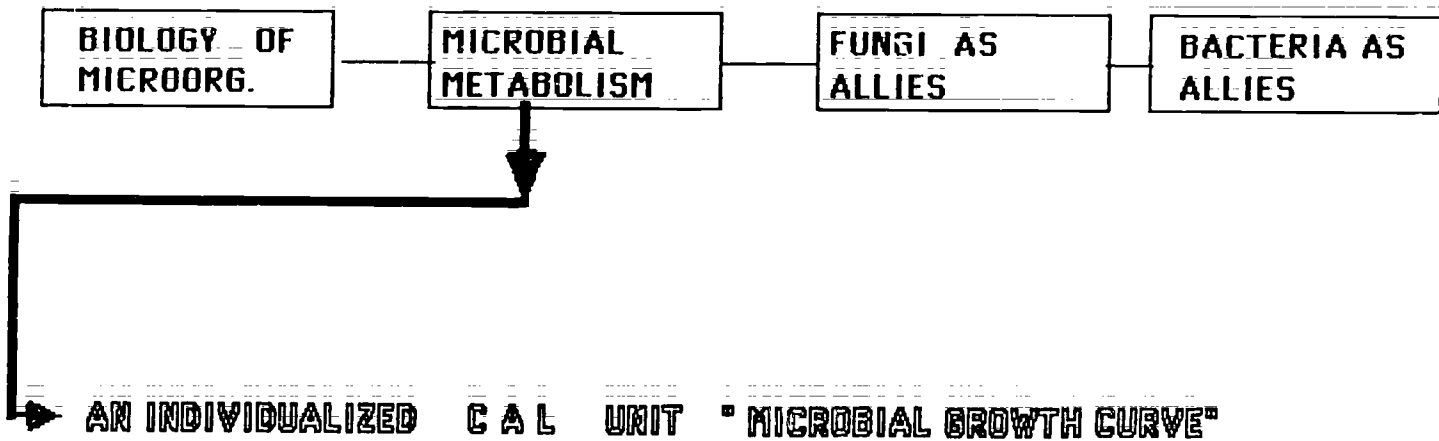 BIOLOGY OF
MICROORG.
MICROBIAL
METABOLISM
FUNGI AS
ALLIES
BACTERIA AS
ALLIES
AN INDIVIDUALIZED C A L UNIT "MICROBIAL GROWTH CURVE"